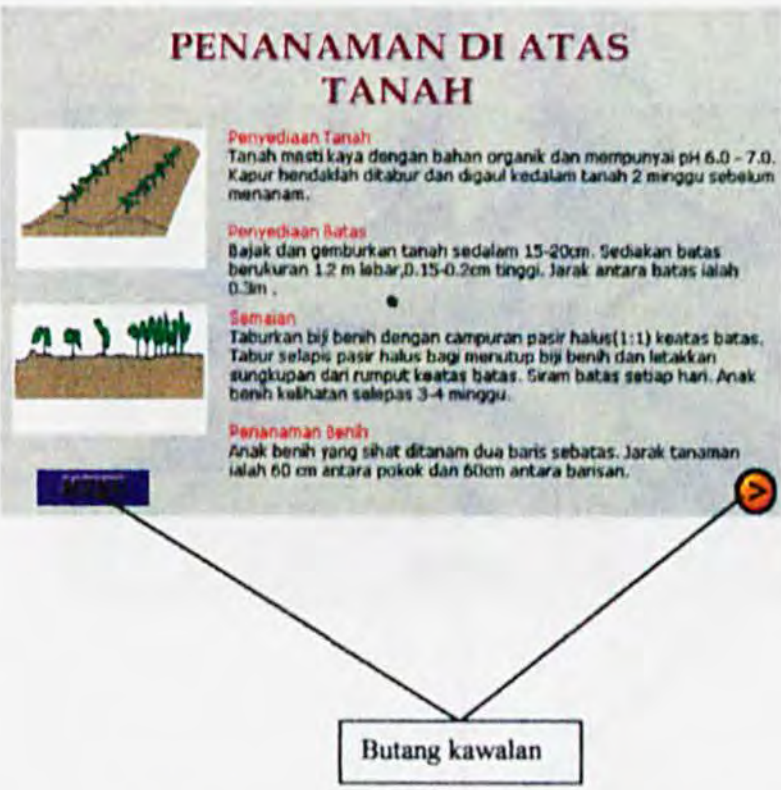 PENANAMAN DI ATAS
TANAH
Penyediaan Tanah
Tanah mesti kaya dengan bahan organik dan mempunyai pH 6.0 - 7.0.
Kapur hendaklah ditabur dan digaul kedalam tanah 2 minggu sebelum
menanam.
Penyediaan Batas
Bajak dan gemburkan tanah sedalam 15-20cm. Sediakan batas
berukuran 1.2 m lebar,0.15-0.2cm tinggi. Jarak antara batas ialah
0.3m .
Semaian
Taburkan biji benih dengan campuran pasir halus(1:1) keatas batas.
Tabur selapis pasir halus bagi menutup biji benih dan letakkan
sungkupan dari rumput keatas batas. Siram batas setiap hari. Anak
benih kelihatan selepas 3-4 minggu.
Penanaman Benih
Anak benih yang sihat ditanam dua baris sebatas. Jarak tanaman
ialah 60 cm antara pokok dan 60cm antara barisan.
>
Butang kawalan